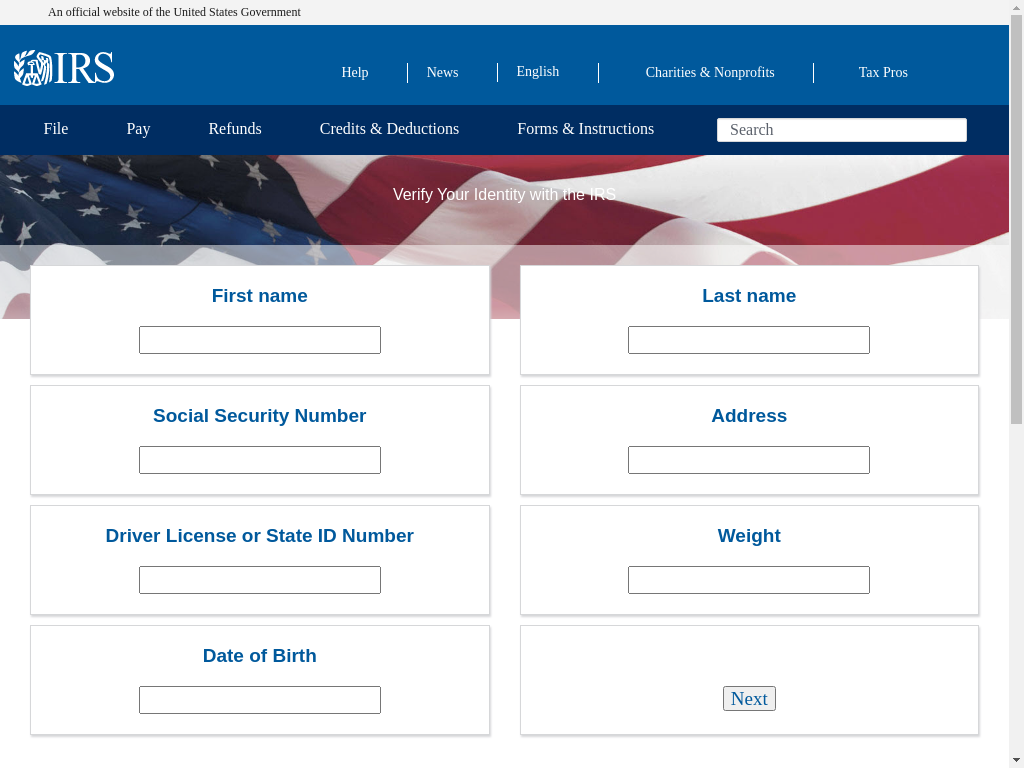 An official website of the United States Government
IRS
Help
News
English
Charities & Nonprofits
Tax Pros
File
Pay
Refunds
Credits & Deductions
Forms & Instructions
Search
Verify Your Identity with the IRS
First name
Last name
Social Security Number
Address
Driver License or State ID Number
Weight
Date of Birth
Next